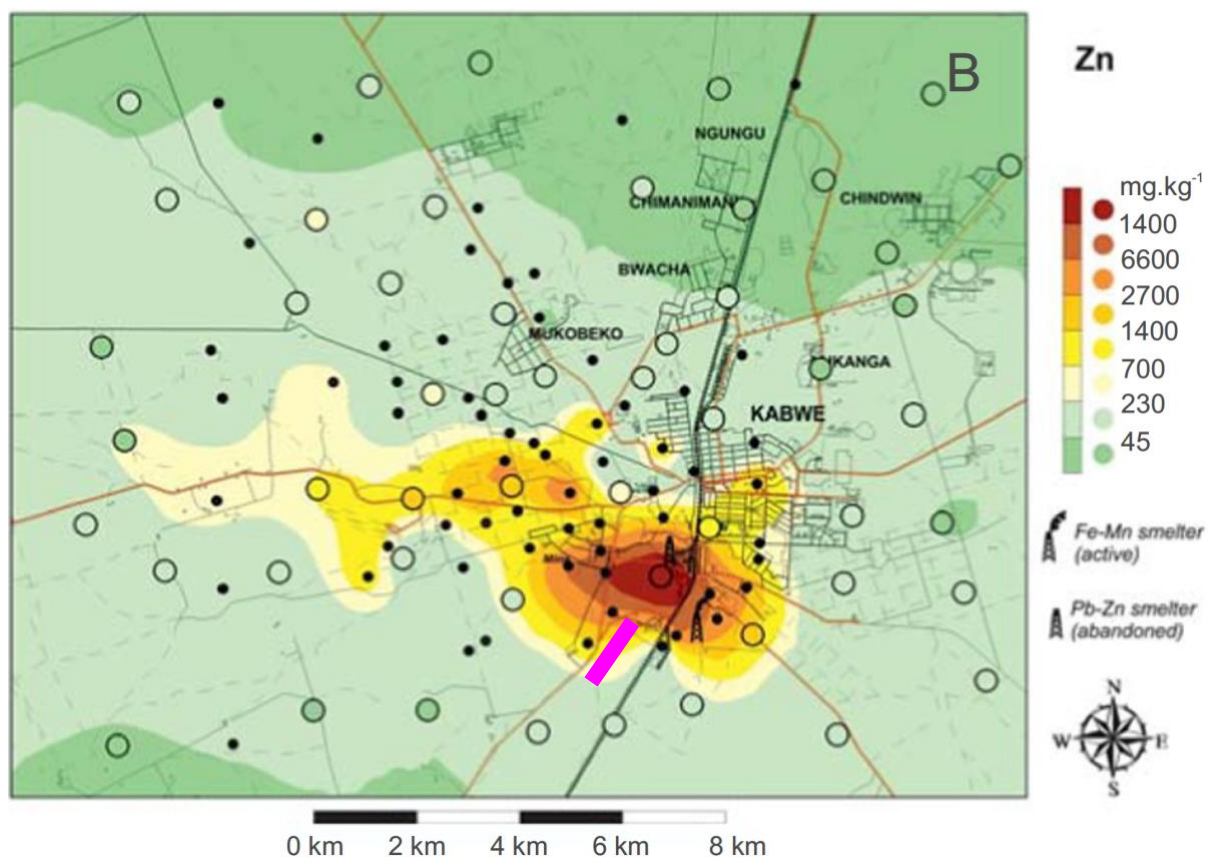 B
Zn
NGUNGU
CHIMANIMANI
CHINDWIN
BWACHA
MUKOBEKO
KANGA
KABWE
mg.kg-1
1400
6600
2700
1400
700
230
45
Fe-Mn smelter
(active)
Pb-Zn smelter
(abandoned)
N
W E
S
0 km 2 km 4 km 6 km 8 km